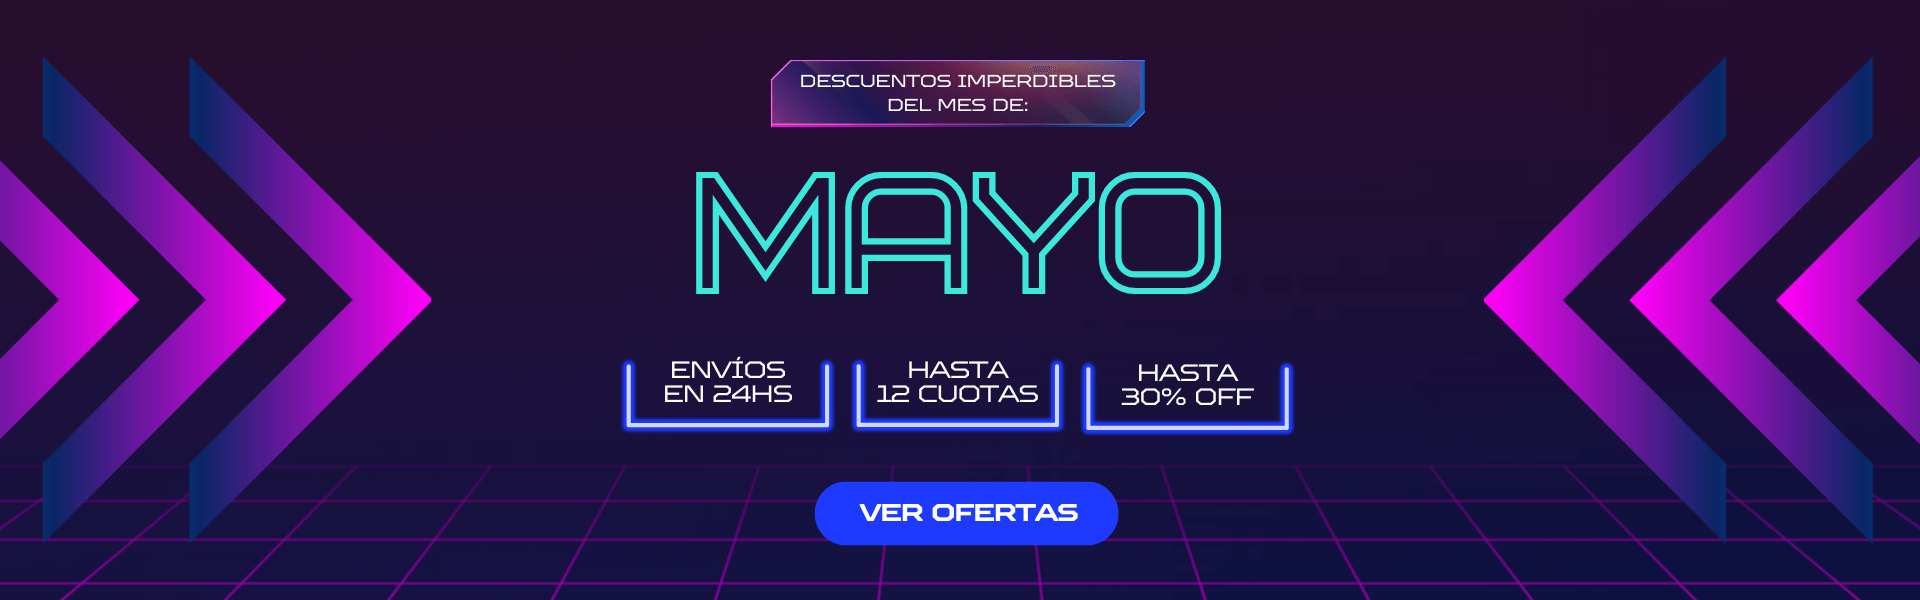 DESCUENTOS IMPERDIBLES
DEL MES DE:
MAYO
ENVÍOS
EN 24HS
HASTA
12 CUOTAS
HASTA
30% OFF
VER OFERTAS